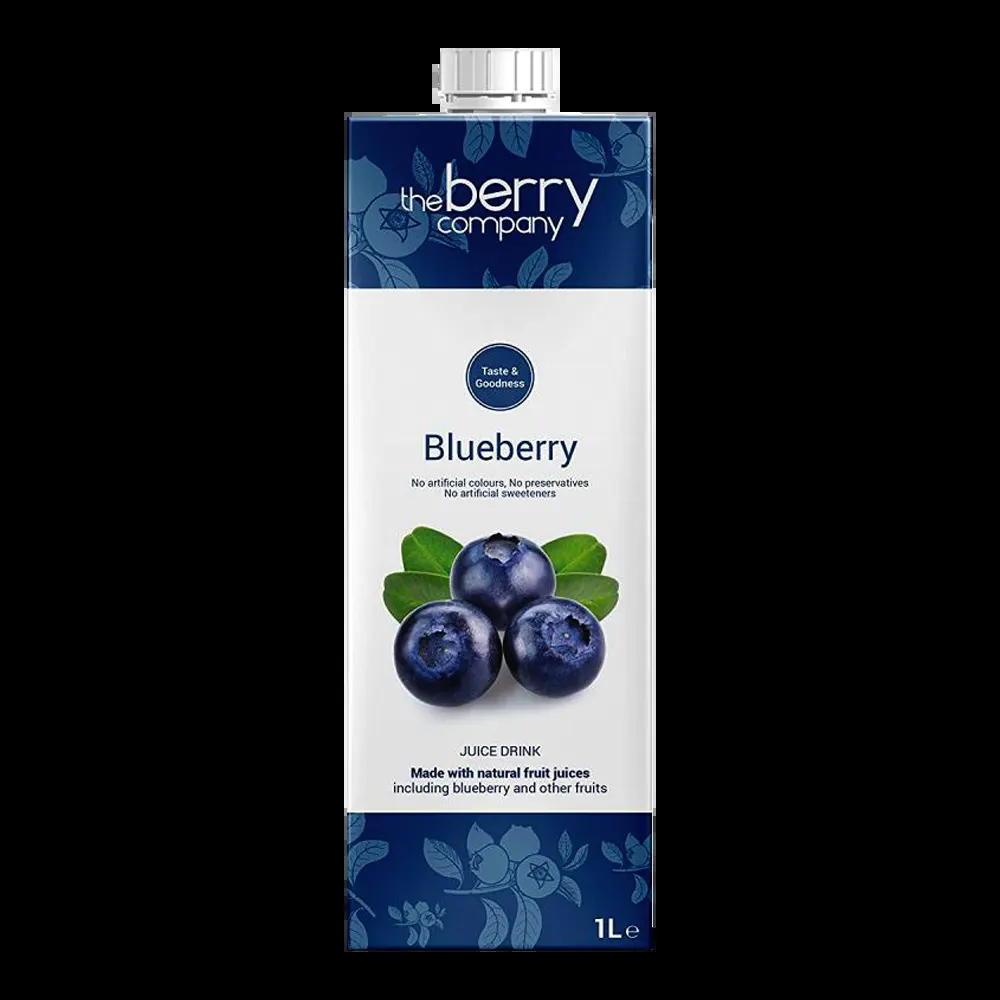 the berry
company
Taste &
Goodness
Blueberry
No artificial colours, No preservatives
No artificial sweeteners
JUICE DRINK
Made with natural fruit juices
including blueberry and other fruits
1L ℮